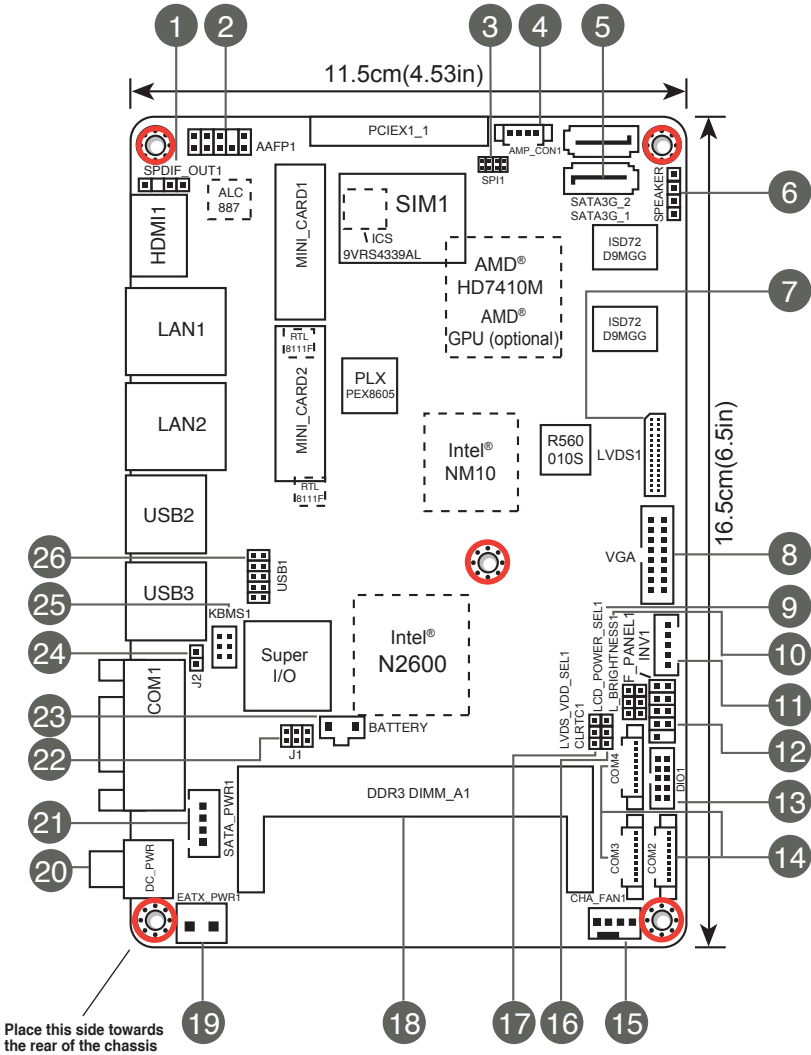 1
2
3
4
5
11.5cm(4.53in)
PCIEX1_1
AAFP1
AMP_CON1
SPDIF_OUT1
ALC
887
SPI1
SATA3G_2
SATA3G_1
SPEAKER
6
HDMI1
MINI_CARD1
SIM1
ICS
9VRS4339AL
ISD72
D9MGG
AMD®
HD7410M
AMD®
GPU (optional)
7
LAN1
ISD72
D9MGG
RTL
8111F
PLX
PEX8605
LAN2
MINI_CARD2
Intel®
NM10
R560
010S
LVDS1
16.5cm(6.5in)
RTL
8111F
USB2
VGA
8
26
USB1
USB3
25
KBMS1
9
24
J2
Super
I/O
Intel®
N2600
LVDS_VDD_SEL1
CLRTC1
LCD_POWER_SEL1
L_BRIGHTNESS1
F_PANEL1
INV1
10
COM1
23
BATTERY
11
22
J1
12
COM4
DIO1
13
DDR3 DIMM_A1
21
SATA_PWR1
COM3
COM2
14
20
DC_PWR
EATX_PWR1
CHA_FAN1
Place this side towards
the rear of the chassis
19
18
17
16
15